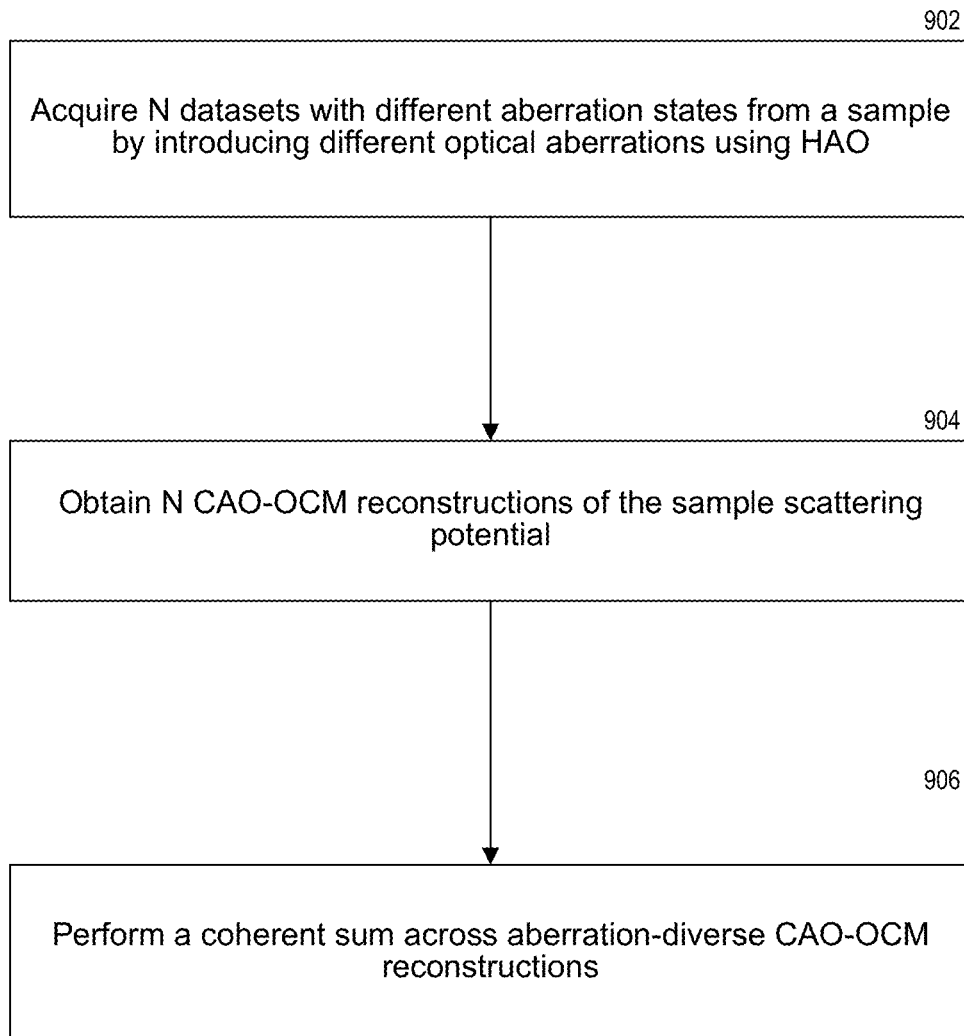 902
Acquire N datasets with different aberration states from a sample
by introducing different optical aberrations using HAO
904
Obtain N CAO-OCM reconstructions of the sample scattering
potential
906
Perform a coherent sum across aberration-diverse CAO-OCM
reconstructions